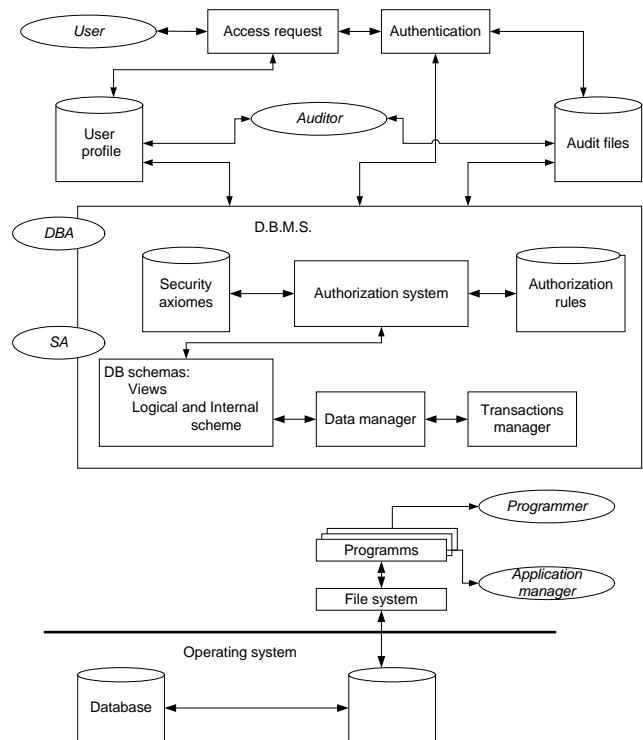 User
Access request
Authentication
User
profile
Auditor
Audit files
DBA
D.B.M.S.
Security
axiomes
Authorization system
Authorization
rules
SA
DB schemas:
Views
Logical and Internal
scheme
Data manager
Transactions
manager
Programmer
Programms
Application
manager
File system
Operating system
Database